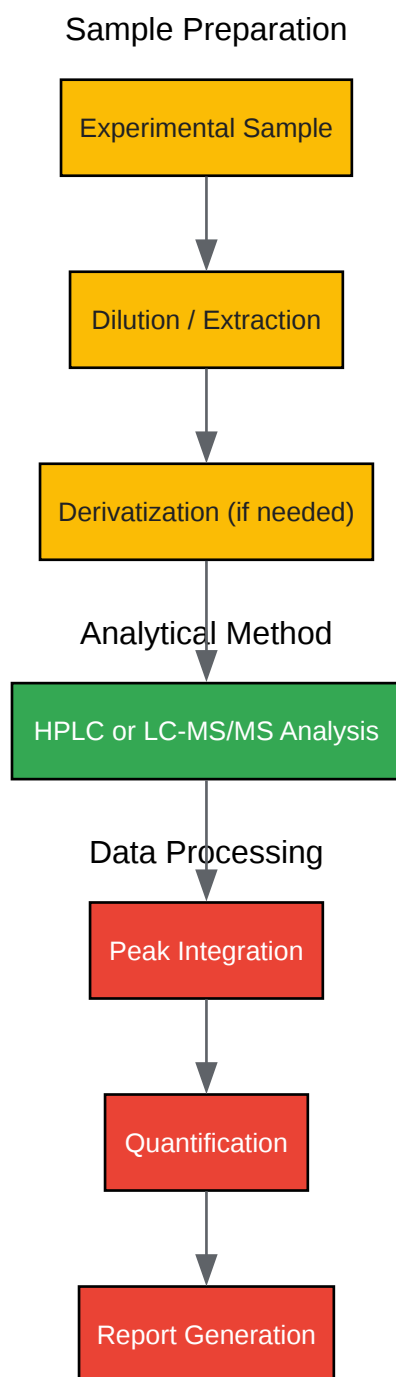 Sample Preparation
Experimental Sample
Dilution / Extraction
Derivatization (if needed)
Analytical Method
HPLC or LC-MS/MS Analysis
Data Processing
Peak Integration
Quantification
Report Generation